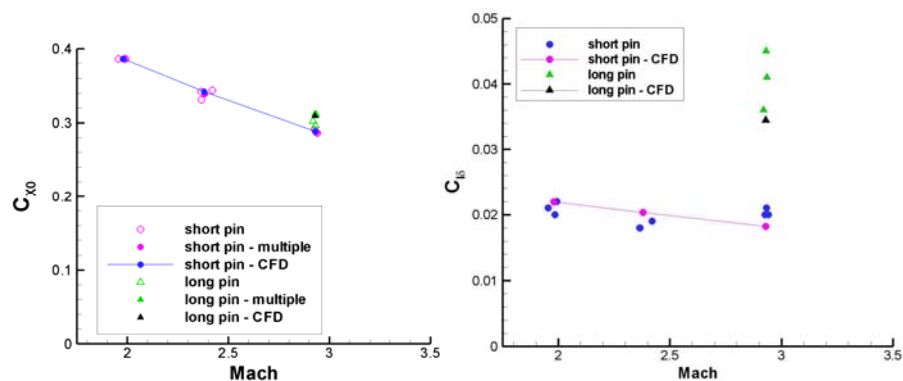 0.4
0.3
0.2
0.1
0
C_X0
short pin
short pin - multiple
short pin - CFD
long pin
long pin - multiple
long pin - CFD
2
2.5
3
3.5
Mach
0.05
0.04
0.03
0.02
0.01
0
C_lδ
short pin
short pin - CFD
long pin
long pin - CFD
2
2.5
3
3.5
Mach